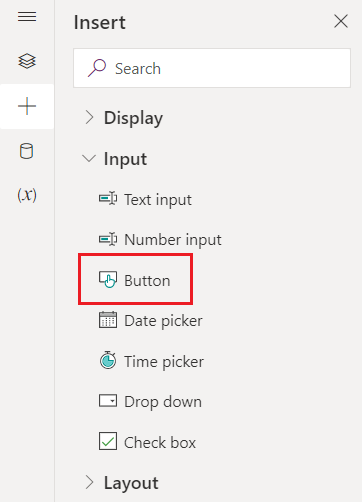 Insert
Search
Display
Input
Text input
Number input
(x)
Button
Date picker
Time picker
Drop down
Check box
Layout